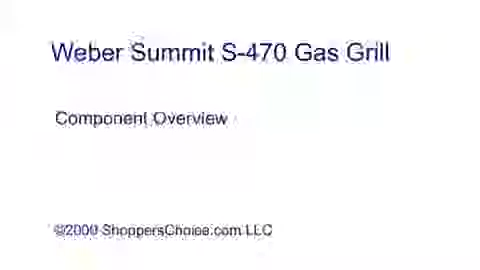 Weber Summit S-470 Gas Grill
Component Overview
©2009 ShoppersChoice.com LLC